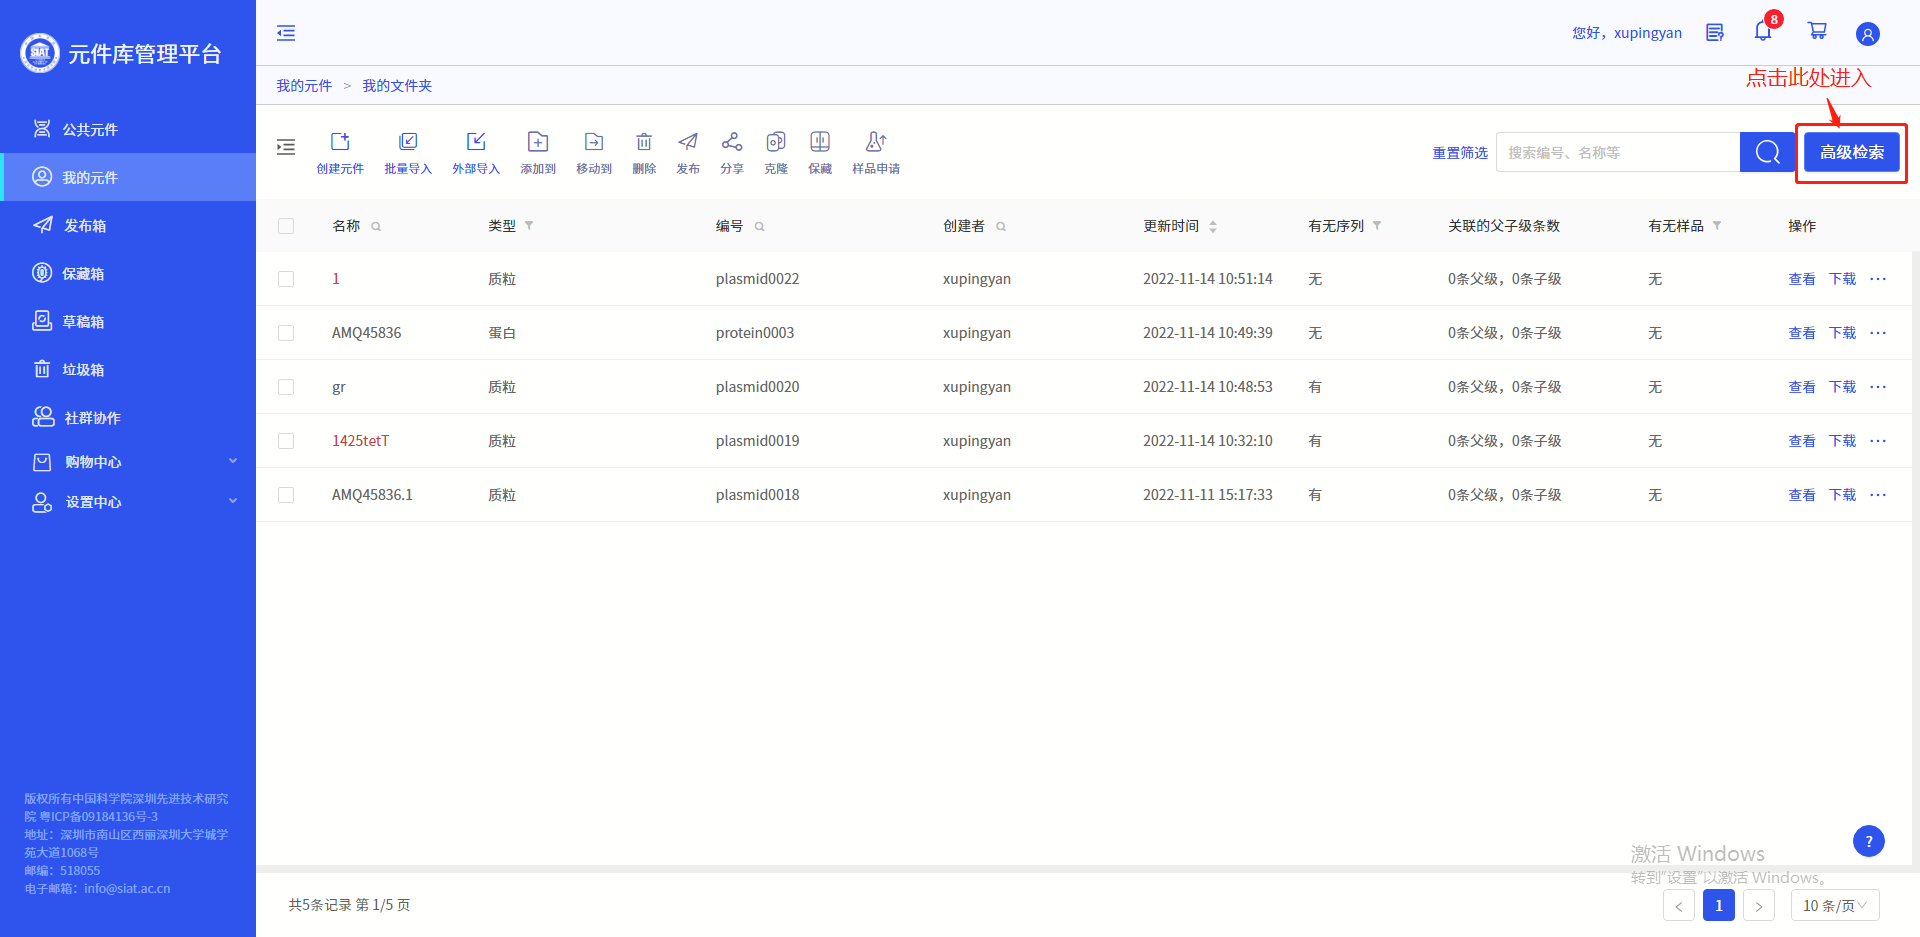 SIAT
元件库管理平台
公共元件
我的元件
发布箱
保藏箱
草稿箱
垃圾箱
社群协作
购物中心
设置中心
版权所有中国科学院深圳先进技术研究
院 粤ICP备09184136号-3
地址：深圳市南山区西丽深圳大学城学
苑大道1068号
邮编：518055
电子邮箱：info@siat.ac.cn
您好，xupingyan
8
我的元件 > 我的文件夹
点击此处进入
创建元件 批量导入 外部导入 添加到 移动到 删除 发布 分享 克隆 保藏 样品申请
重置筛选 搜索编号、名称等 高级检索
名称 类型 编号 创建者 更新时间 有无序列 关联的父子级条数 有无样品 操作
1 质粒 plasmid0022 xupingyan 2022-11-14 10:51:14 无 0条父级，0条子级 无 查看 下载 ···
AMQ45836 蛋白 protein0003 xupingyan 2022-11-14 10:49:39 无 0条父级，0条子级 无 查看 下载 ···
gr 质粒 plasmid0020 xupingyan 2022-11-14 10:48:53 有 0条父级，0条子级 无 查看 下载 ···
1425tetT 质粒 plasmid0019 xupingyan 2022-11-14 10:32:10 有 0条父级，0条子级 无 查看 下载 ···
AMQ45836.1 质粒 plasmid0018 xupingyan 2022-11-11 15:17:33 有 0条父级，0条子级 无 查看 下载 ···
?
激活 Windows
转到"设置"以激活 Windows。
共5条记录 第 1/5 页
< 1 > 10 条/页